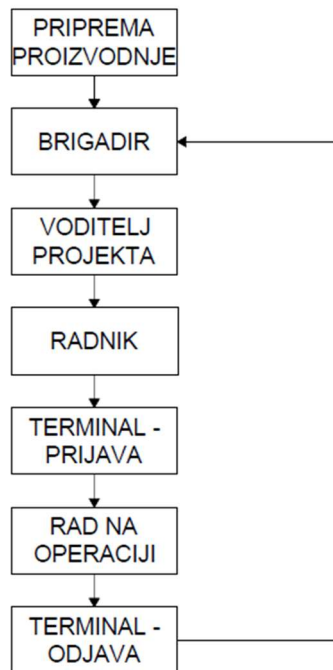 PRIPREMA
PROIZVODNJE
BRIGADIR
VODITELJ
PROJEKTA
RADNIK
TERMINAL -
PRIJAVA
RAD NA
OPERACIJI
TERMINAL -
ODJAVA